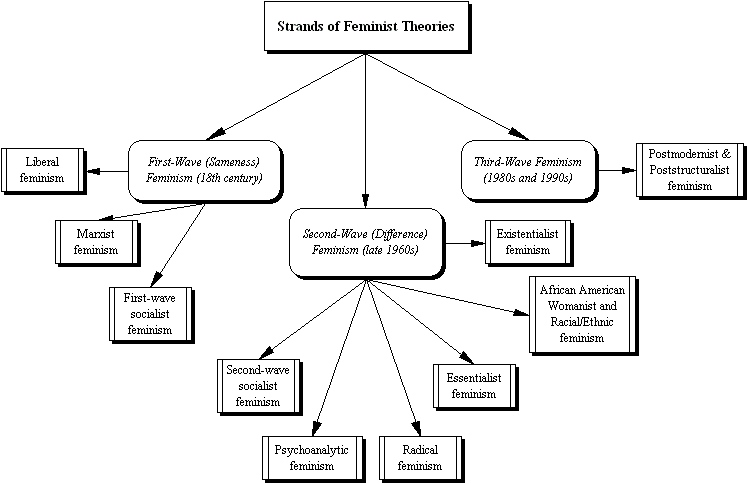 Strands of Feminist Theories
Liberal
feminism
First-Wave (Sameness)
Feminism (18th century)
Third-Wave Feminism
(1980s and 1990s)
Postmodernist &
Poststructuralist
feminism
Marxist
feminism
Second-Wave (Difference)
Feminism (late 1960s)
Existentialist
feminism
First-wave
socialist
feminism
African American
Womanist and
Racial/Ethnic
feminism
Second-wave
socialist
feminism
Essentialist
feminism
Psychoanalytic
feminism
Radical
feminism